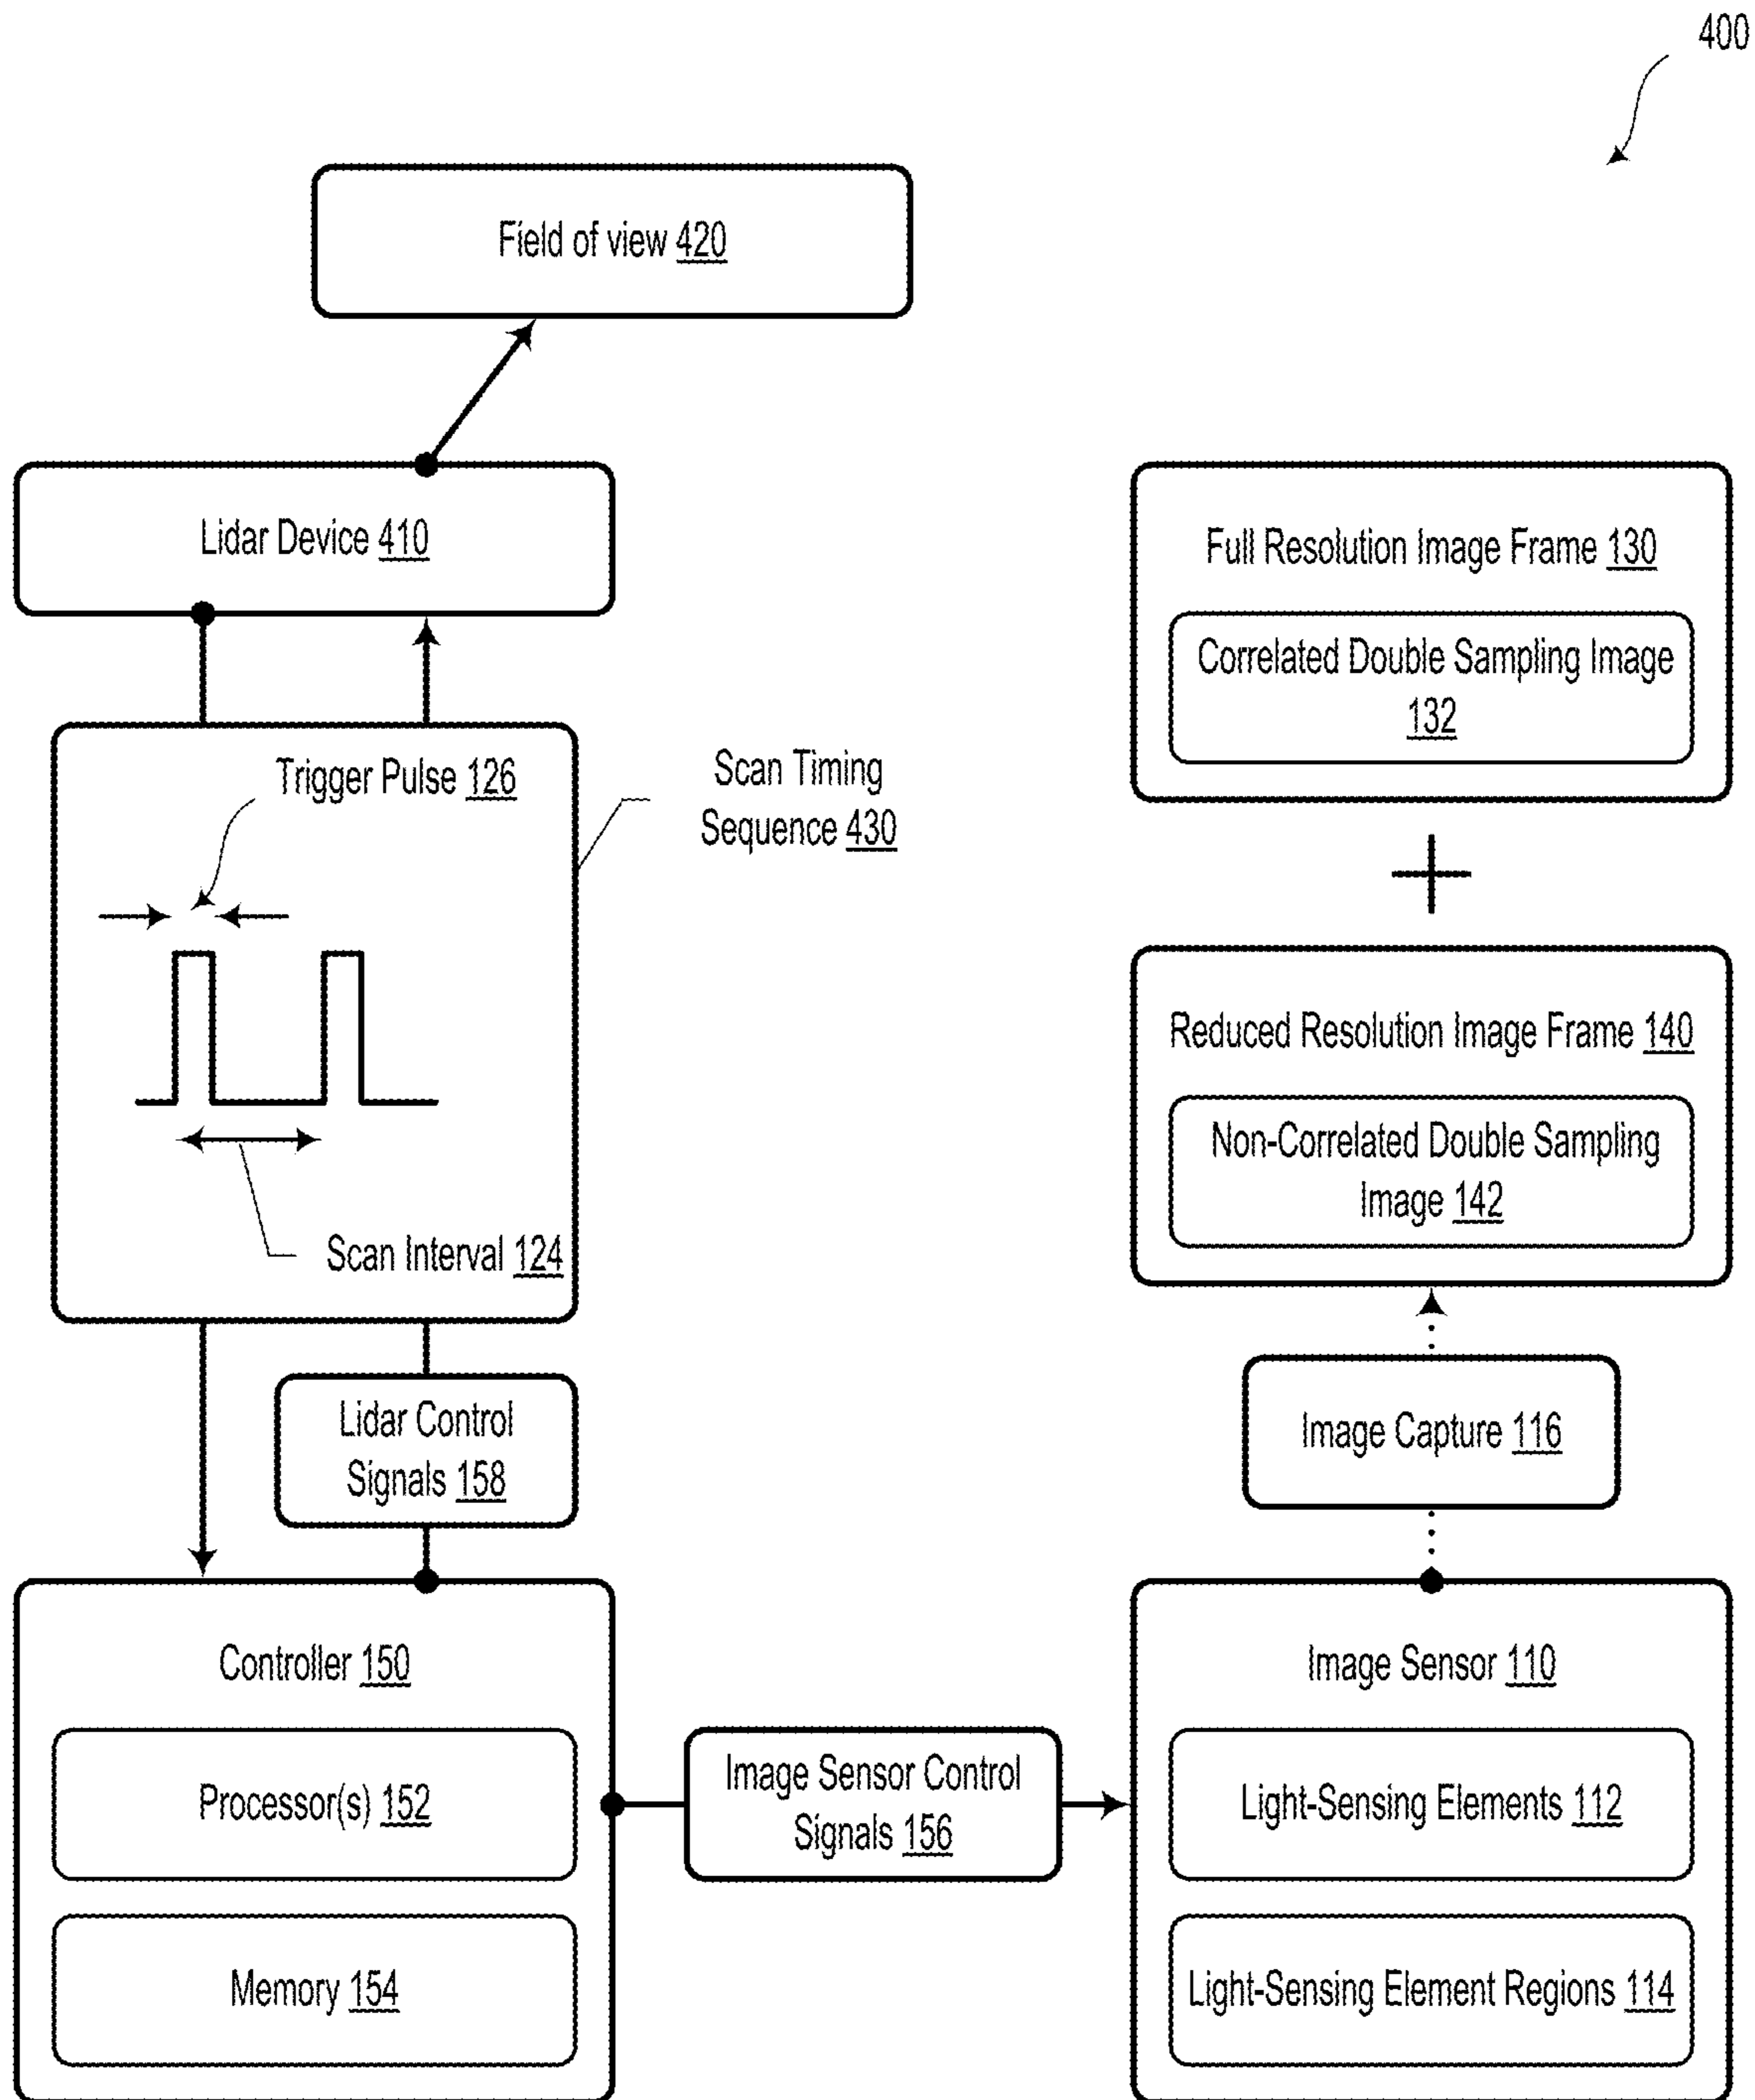 400
Field of view 420
Lidar Device 410
Full Resolution Image Frame 130
Correlated Double Sampling Image
132
Trigger Pulse 126
Scan Timing
Sequence 430
Scan Interval 124
Reduced Resolution Image Frame 140
Non-Correlated Double Sampling
Image 142
Lidar Control
Signals 158
Image Capture 116
Controller 150
Processor(s) 152
Memory 154
Image Sensor Control
Signals 156
Image Sensor 110
Light-Sensing Elements 112
Light-Sensing Element Regions 114